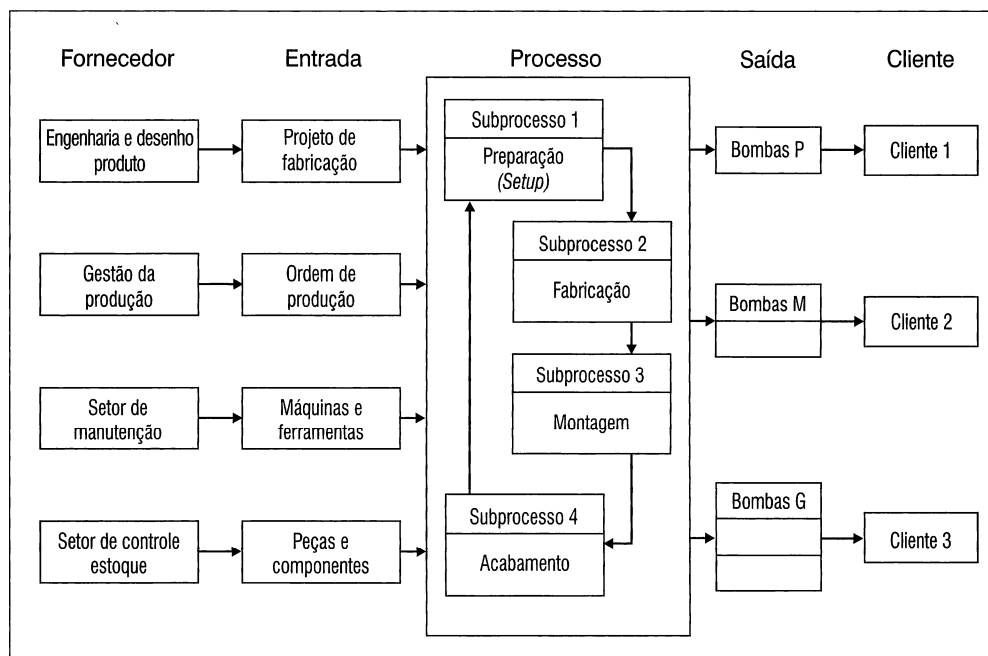 Fornecedor
Entrada
Processo
Saída
Cliente
Engenharia e desenho
produto
Projeto de
fabricação
Subprocesso 1
Preparação
(Setup)
Bombas P
Cliente 1
Gestão da
produção
Ordem de
produção
Subprocesso 2
Fabricação
Bombas M
Cliente 2
Setor de
manutenção
Máquinas e
ferramentas
Subprocesso 3
Montagem
Setor de controle
estoque
Peças e
componentes
Subprocesso 4
Acabamento
Bombas G
Cliente 3